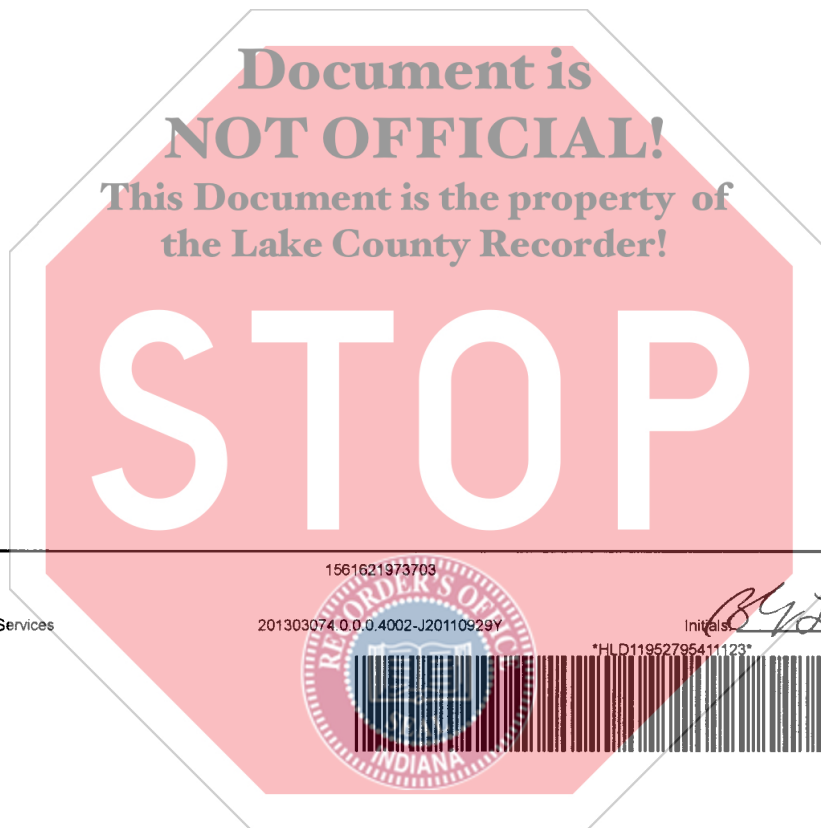 Document is
NOT OFFICIAL!
This Document is the property of
the Lake County Recorder!
STOP
1561621973703
Services
201303074.0.0.0.4002-J20110929Y
Initials:
*HLD11952795411123*
RECORDER'S OFFICE
SEAL
INDIANA